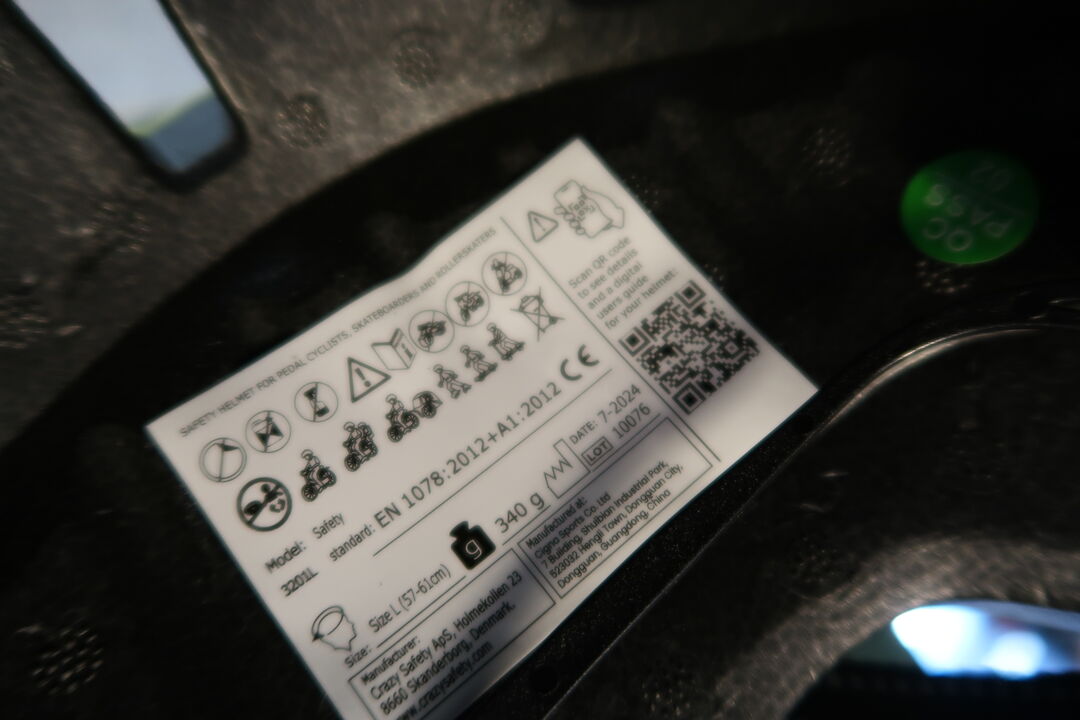 SAFETY HELMET FOR PEDAL CYCLISTS, SKATEBOARDERS AND ROLLERSKATERS
Scan QR code
to see details
and a digital
users guide
for your helmet:
Model:
3201L
Safety
standard: EN 1078:2012+A1:2012 CE
Size: Size L (57-61cm)
g 340 g
DATE: 7-2024
LOT 10076
Manufacturer:
Crazy Safety ApS, Holmekollen 23
8660 Skanderborg, Denmark.
www.crazysafety.com
Manufactured at:
Cigno Sports Co. Ltd
7 Building, Shuibian Industrial Park,
523032 Hengli Town, Dongguan City,
Dongguan, Guangdong, China
QC
PASS
07